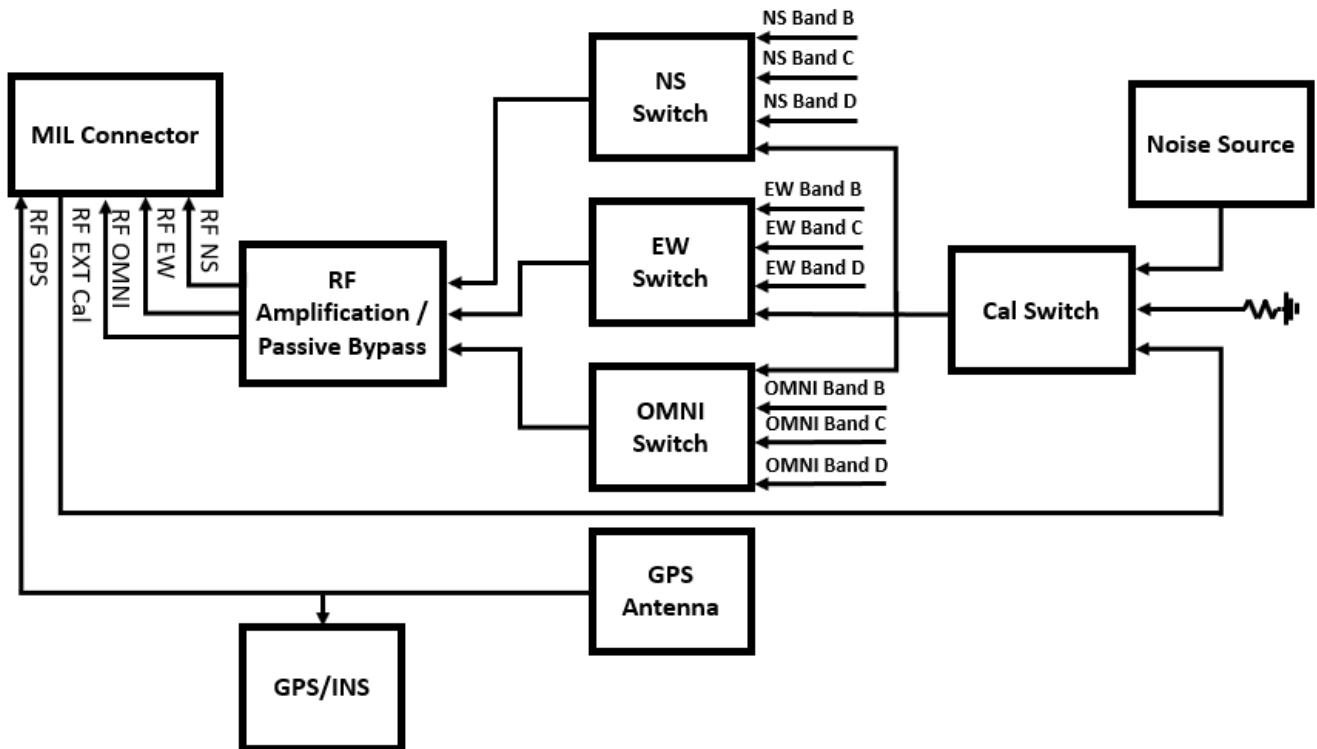 NS Band B
NS Band C
NS Band D
NS
Switch
MIL Connector
Noise Source
RF GPS
RF EXT Cal
RF OMNI
RF EW
RF NS
EW Band B
EW Band C
EW Band D
EW
Switch
RF
Amplification /
Passive Bypass
Cal Switch
OMNI Band B
OMNI Band C
OMNI Band D
OMNI
Switch
GPS
Antenna
GPS/INS